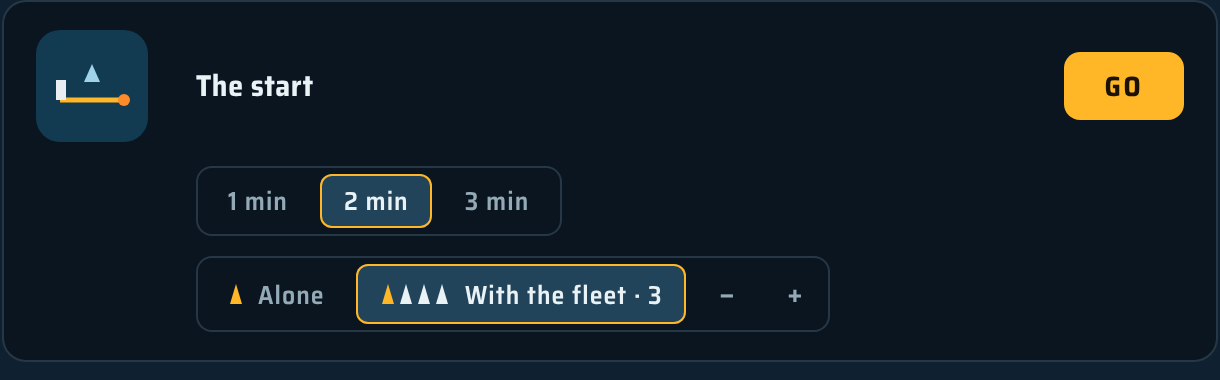 The start
GO
1 min 2 min 3 min
Alone With the fleet · 3 − +